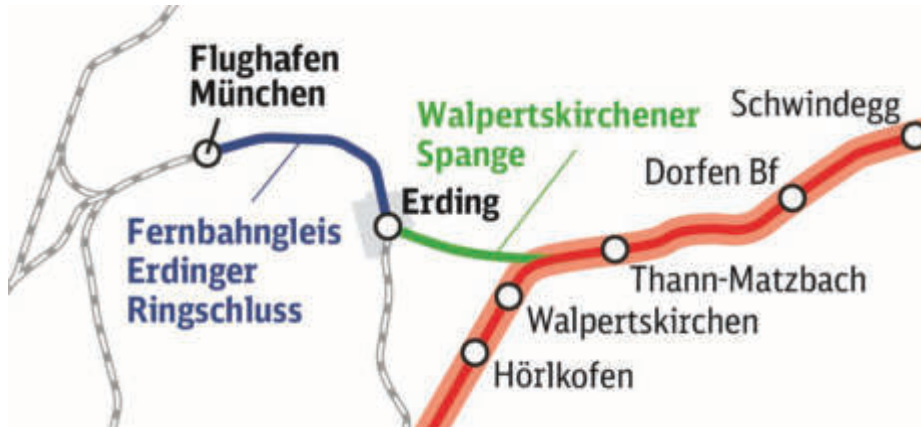 Flughafen
München
Walpertskirchener
Spange
Schwindegg
Dorfen Bf
Erding
Fernbahngleis
Erdinger
Ringschluss
Thann-Matzbach
Walpertskirchen
Hörlkofen